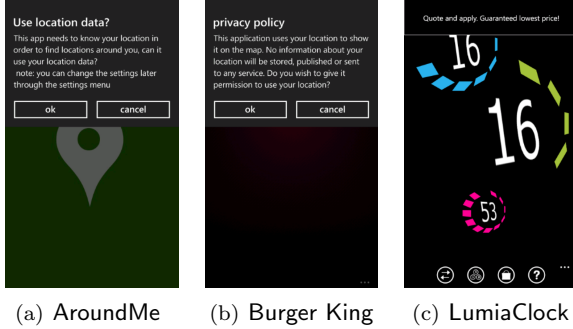 Use location data?
This app needs to know your location in
order to find locations around you, can it
use your location data?
note: you can change the settings later
through the settings menu
ok
cancel
privacy policy
This application uses your location to show
it on the map. No information about your
location will be stored, published or sent
to any service. Do you wish to give it
permission to use your location?
ok
cancel
...
Quote and apply. Guaranteed lowest price!
16
16
53
?
...
(a) AroundMe
(b) Burger King
(c) LumiaClock